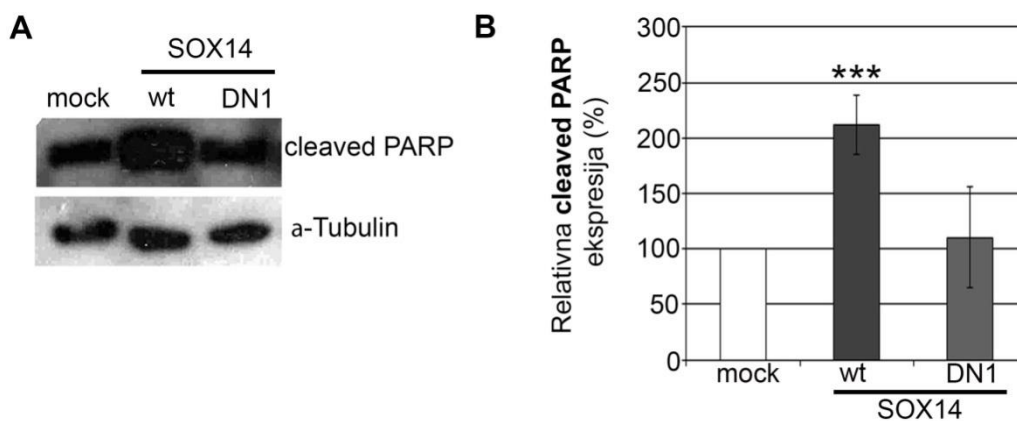 A
SOX14
mock wt DN1
cleaved PARP
a-Tubulin
B
Relativna cleaved PARP
ekspresija (%)
300
250
200
150
100
50
0
***
mock wt DN1
SOX14